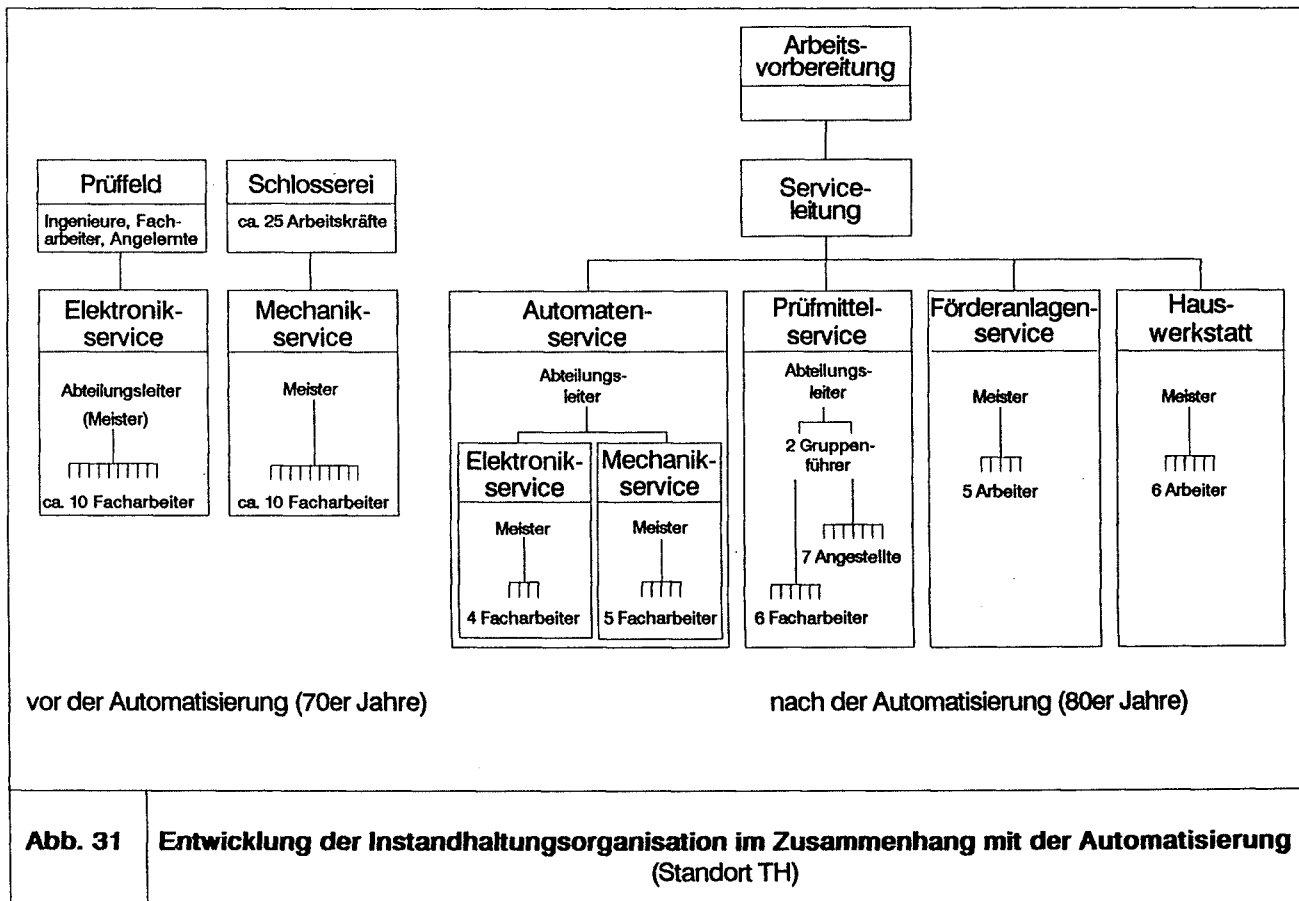 Prüffeld
Ingenieure, Fach-
arbeiter, Angelernte
Elektronik-
service
Abteilungsleiter
(Meister)
ca. 10 Facharbeiter
Schlosserei
ca. 25 Arbeitskräfte
Mechanik-
service
Meister
ca. 10 Facharbeiter
vor der Automatisierung (70er Jahre)
Arbeits-
vorbereitung
Service-
leitung
Automaten-
service
Abteilungs-
leiter
Elektronik-
service
Meister
4 Facharbeiter
Mechanik-
service
Meister
5 Facharbeiter
Prüfmittel-
service
Abteilungs-
leiter
2 Gruppen-
führer
7 Angestellte
6 Facharbeiter
Förderanlagen-
service
Meister
5 Arbeiter
Haus-
werkstatt
Meister
6 Arbeiter
nach der Automatisierung (80er Jahre)
Abb. 31
Entwicklung der Instandhaltungsorganisation im Zusammenhang mit der Automatisierung
(Standort TH)